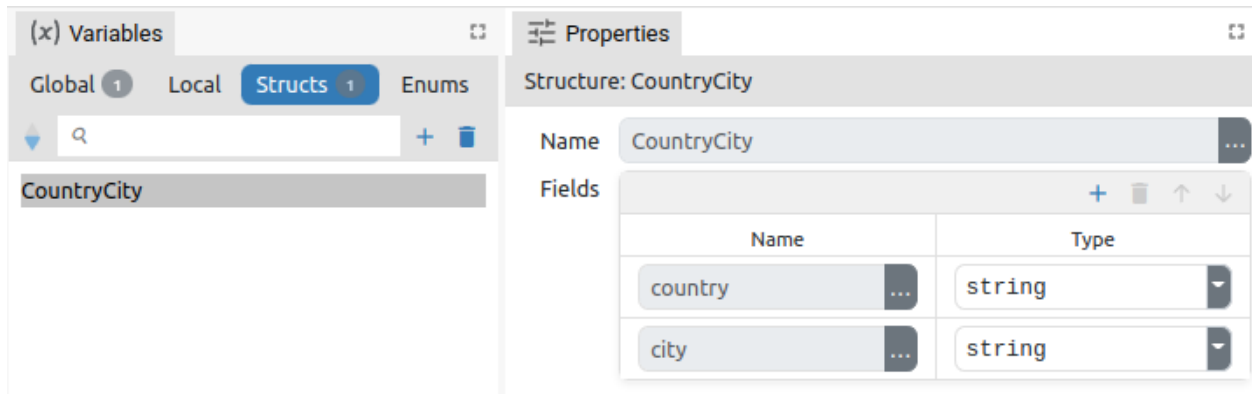 (x) Variables
Global 1 Local Structs 1 Enums
CountryCity
Properties
Structure: CountryCity
Name CountryCity ...
Fields
Name Type
country ... string
city ... string